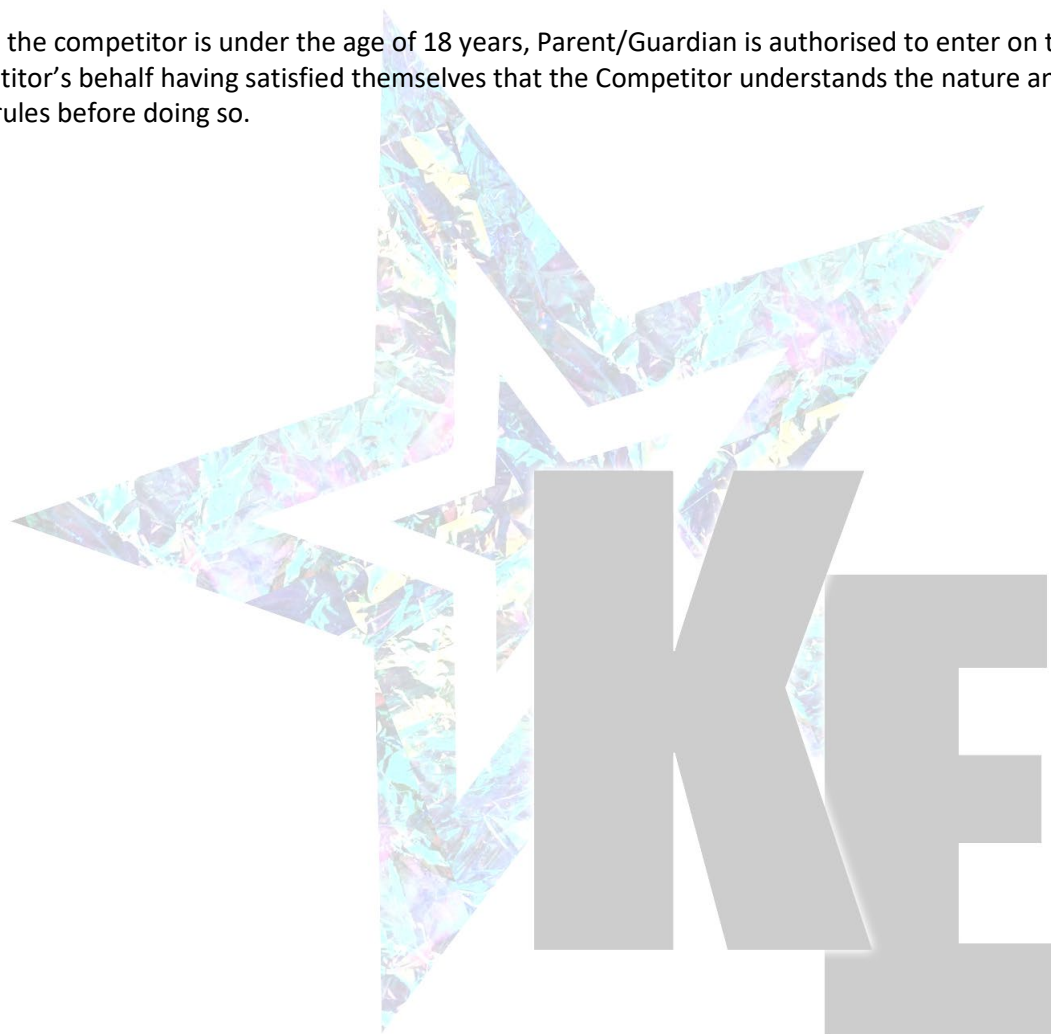 the competitor is under the age of 18 years, Parent/Guardian is authorised to enter on t
titor’s behalf having satisfied themselves that the Competitor understands the nature an
rules before doing so.
KE